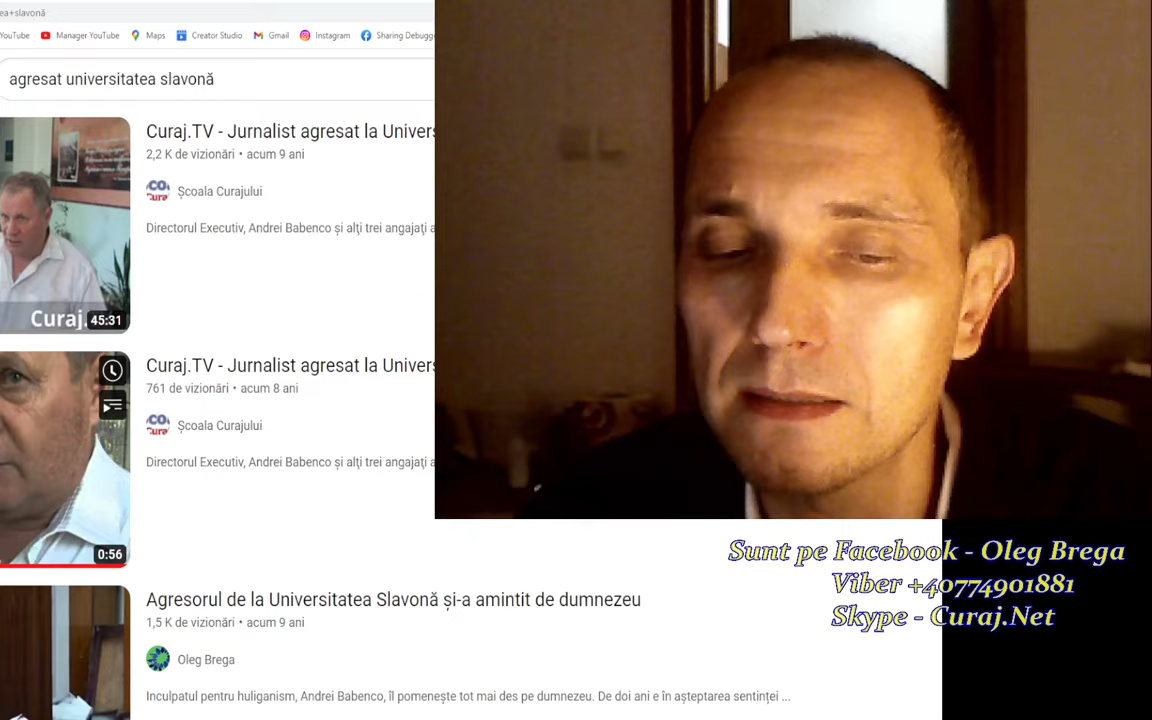 ea+slavonă
YouTube Manager YouTube Maps Creator Studio Gmail Instagram Sharing Debugge
agresat universitatea slavonă
Curaj.TV - Jurnalist agresat la Univers
2,2 K de vizionări • acum 9 ani
Școala Curajului
Directorul Executiv, Andrei Babenco și alți trei angajați a
Curaj.
45:31
Curaj.TV - Jurnalist agresat la Univers
761 de vizionări • acum 8 ani
Școala Curajului
Directorul Executiv, Andrei Babenco și alți trei angajați a
0:56
Sunt pe Facebook - Oleg Brega
Viber +40774901881
Skype - Curaj.Net
Agresorul de la Universitatea Slavonă și-a amintit de dumnezeu
1,5 K de vizionări • acum 9 ani
Oleg Brega
Inculpatul pentru huliganism, Andrei Babenco, îl pomenește tot mai des pe dumnezeu. De doi ani e în așteptarea sentinței ...